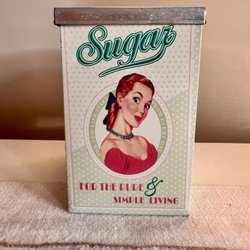 Sugar
FOR THE PURE &
SIMPLE LIVING